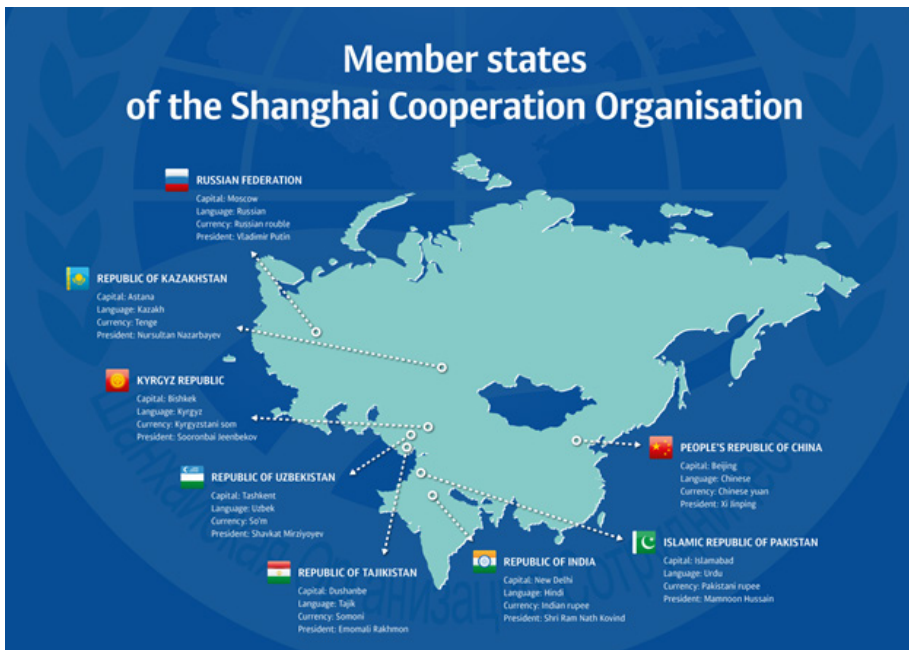 Member states
of the Shanghai Cooperation Organisation
RUSSIAN FEDERATION
Capital: Moscow
Language: Russian
Currency: Russian rouble
President: Vladimir Putin
REPUBLIC OF KAZAKHSTAN
Capital: Astana
Language: Kazakh
Currency: Tenge
President: Nursultan Nazarbayev
KYRGYZ REPUBLIC
Capital: Bishkek
Language: Kyrgyz
Currency: Kyrgyzstani som
President: Sooronbai Jeenbekov
REPUBLIC OF UZBEKISTAN
Capital: Tashkent
Language: Uzbek
Currency: So'm
President: Shavkat Mirziyoyev
REPUBLIC OF TAJIKISTAN
Capital: Dushanbe
Language: Tajik
Currency: Somoni
President: Emomali Rakhmon
REPUBLIC OF INDIA
Capital: New Delhi
Language: Hindi
Currency: Indian rupee
President: Shri Ram Nath Kovind
ISLAMIC REPUBLIC OF PAKISTAN
Capital: Islamabad
Language: Urdu
Currency: Pakistani rupee
President: Mamnoon Hussain
PEOPLE'S REPUBLIC OF CHINA
Capital: Beijing
Language: Chinese
Currency: Chinese yuan
President: Xi Jinping